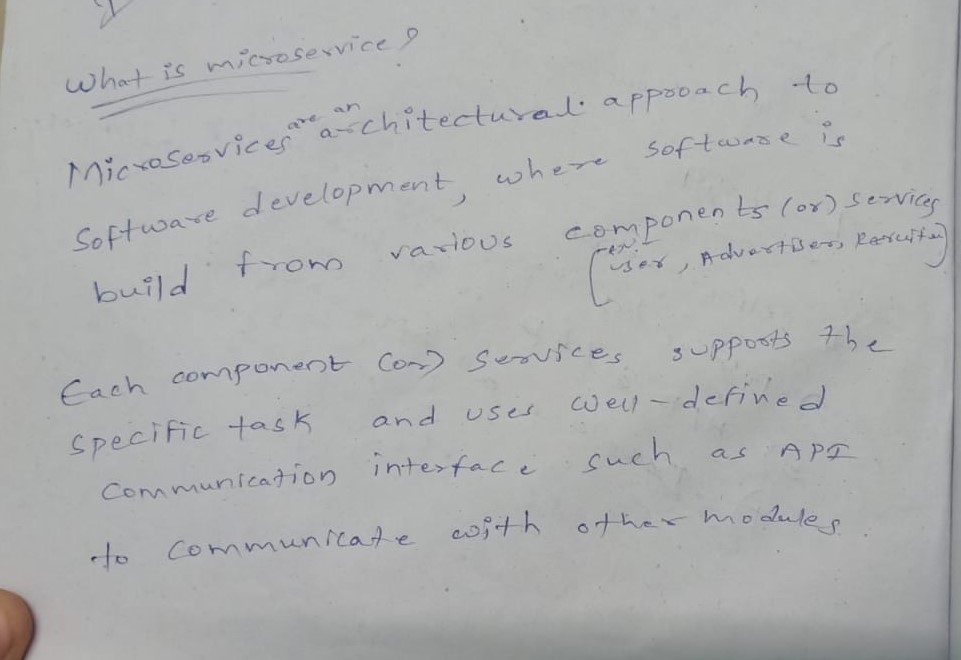 What is microservice?
Microservices are an architectural approach to
Software development, where software is
build from various components (or) services
[ex: user, Advertiser, Recruiter]
Each component (or) services supports the
specific task and uses well-defined
communication interface such as API
to communicate with other modules.